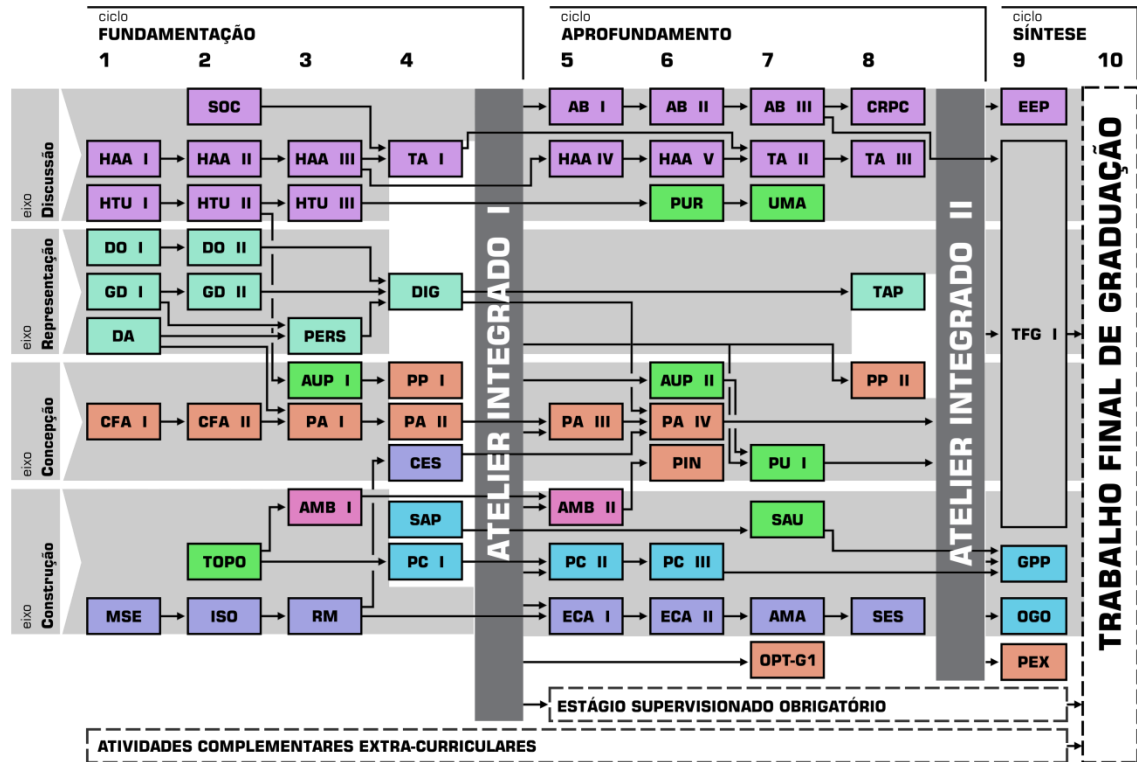 ciclo
FUNDAMENTAÇÃO
ciclo
APROFUNDAMENTO
ciclo
SÍNTESE
1 2 3 4 5 6 7 8 9 10
eixo
Discussão
SOC AB I AB II AB III CRPC EEP
HAA I HAA II HAA III TA I HAA IV HAA V TA II TA III
HTU I HTU II HTU III PUR UMA
eixo
Representação
DO I DO II
GD I GD II DIG TAP
DA PERS TFG I
eixo
Concepção
AUP I PP I AUP II PP II
CFA I CFA II PA I PA II PA III PA IV
CES PIN PU I
eixo
Construção
AMB I SAP AMB II SAU
TOPO PC I PC II PC III GPP
MSE ISO RM ECA I ECA II AMA SES OGO
OPT-G1 PEX
ATELIER INTEGRADO I
ATELIER INTEGRADO II
TRABALHO FINAL DE GRADUAÇÃO
ESTÁGIO SUPERVISIONADO OBRIGATÓRIO
ATIVIDADES COMPLEMENTARES EXTRA-CURRICULARES